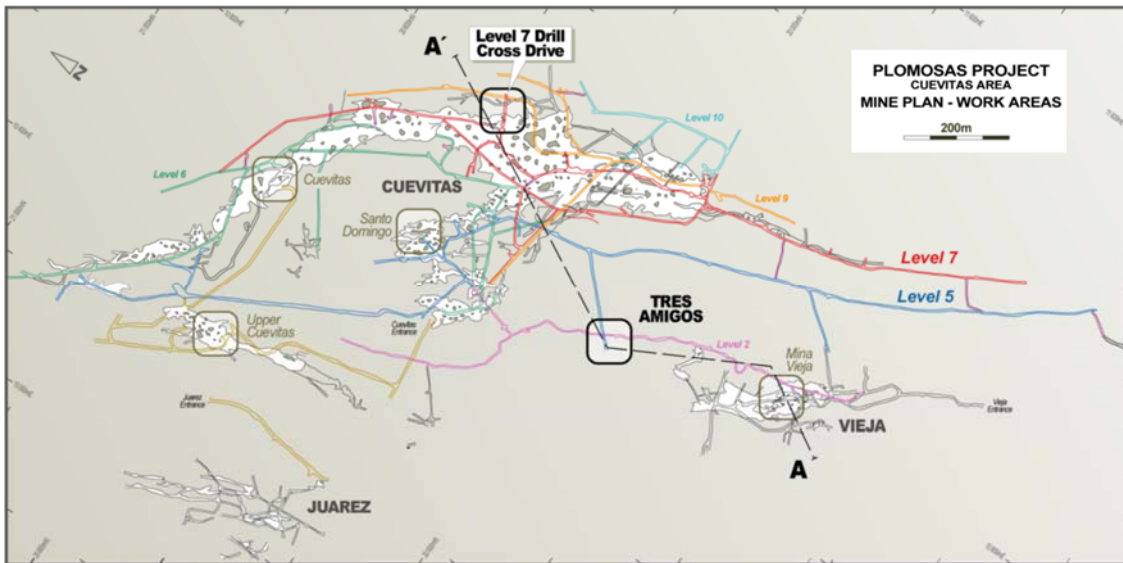 A´
Level 7 Drill
Cross Drive
PLOMOSAS PROJECT
CUEVITAS AREA
MINE PLAN - WORK AREAS
200m
N
Level 10
Level 6
Cuevitas
CUEVITAS
Level 9
Santo
Domingo
Level 7
Level 5
TRES
AMIGOS
Upper
Cuevitas
Cuevitas
Entrance
Level 2
Mina
Vieja
Juarez
Entrance
Vieja
Entrance
VIEJA
A
JUAREZ